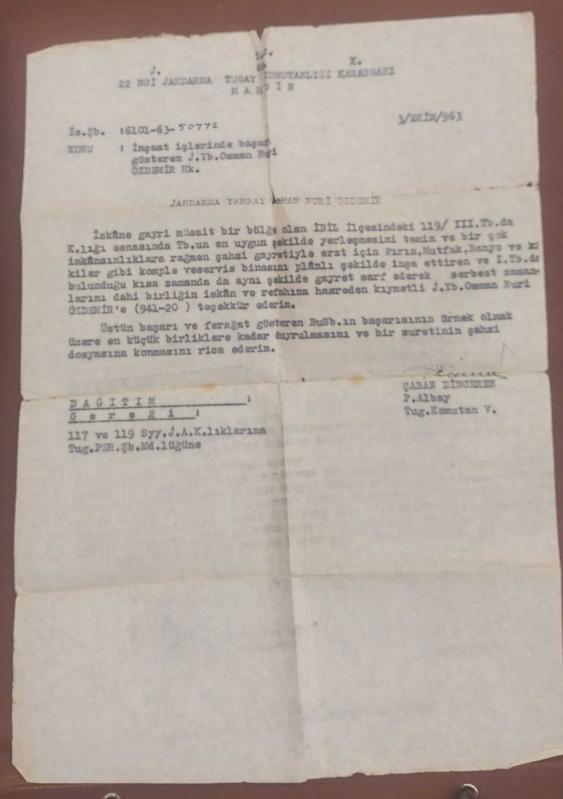 J. K.
22 NCİ JANDARMA TUGAY KOMUTANLIĞI KARARGAHI
MARDİN
3/EKİM/963
İs.Şb. :6101-63-50772
KONU : İnşaat işlerinde başarı
gösteren J.Yb.Osman Nuri
ÖZDEMİR Hk.
JANDARMA YARBAY OSMAN NURİ ÖZDEMİR
İskâne gayri müsait bir bölge olan İDİL İlçesindeki 119/ III.Tb.da
K.lığı esnasında Tb.un en uygun şekilde yerleşmesini temin ve bir çok
imkânsınlıklara rağmen şahsi gayretiyle erat için Fırın,Mutfak,Banyo ve
kiler gibi komple veservis binasını plânlı şekilde inşa ettiren ve I.Tb.da
bulunduğu kısa zamanda da aynı şekilde gayret sarf ederek serbest zaman-
larını dahi birliğin iskân ve refahına hasreden kıymetli J.Yb.Osman Nuri
ÖZDEMİR'e (941-20 ) teşekkür ederim.
Üstün başarı ve feragat gösteren BuSb.ın başarısının örnek olmak
üzere en küçük birliklere kadar duyrulmasını ve bir suretinin şahsi
dosyasına konmasını rica ederim.
ŞABAN DİNÇEREN
P.Albay
Tug.Komutan V.
DAĞITIM :
Gereği :
117 ve 119 Syy.J.A.K.lıklarına
Tug.PER.Şb.Md.lüğüne